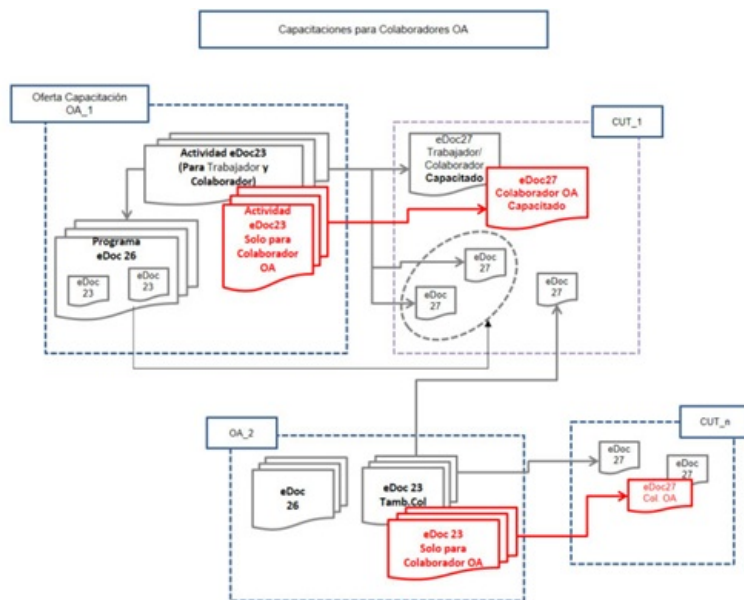 Capacitaciones para Colaboradores OA
Oferta Capacitación
OA_1
CUT_1
Actividad eDoc23
(Para Trabajador y
Colaborador)
eDoc27
Trabajador/
Colaborador
Capacitado
eDoc27
Colaborador OA
Capacitado
Actividad
eDoc23
Solo para
Colaborador
OA
Programa
eDoc 26
eDoc
23
eDoc
23
eDoc
27
eDoc
27
eDoc
27
OA_2
CUT_n
eDoc
26
eDoc 23
Tamb.Col
eDoc 23
Solo para
Colaborador OA
eDoc
27
eDoc
27
eDoc27
Col OA